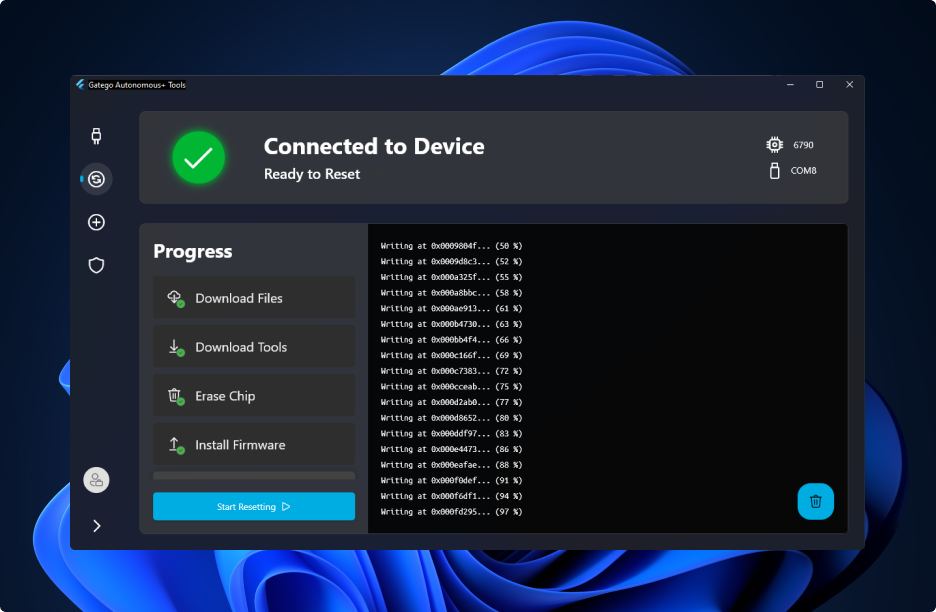 Gatego Autonomous+ Tools
Connected to Device
Ready to Reset
6790
COM8
Progress
Download Files
Download Tools
Erase Chip
Install Firmware
Start Resetting
Writing at 0x0009804f... (50 %)
Writing at 0x0009d8c3... (52 %)
Writing at 0x000a325f... (55 %)
Writing at 0x000a8bbc... (58 %)
Writing at 0x000ae913... (61 %)
Writing at 0x000b4730... (63 %)
Writing at 0x000bb4f4... (66 %)
Writing at 0x000c166f... (69 %)
Writing at 0x000c7383... (72 %)
Writing at 0x000cceab... (75 %)
Writing at 0x000d2ab0... (77 %)
Writing at 0x000d8652... (80 %)
Writing at 0x000ddf97... (83 %)
Writing at 0x000e4473... (86 %)
Writing at 0x000eafae... (88 %)
Writing at 0x000f0def... (91 %)
Writing at 0x000f6df1... (94 %)
Writing at 0x000fd295... (97 %)